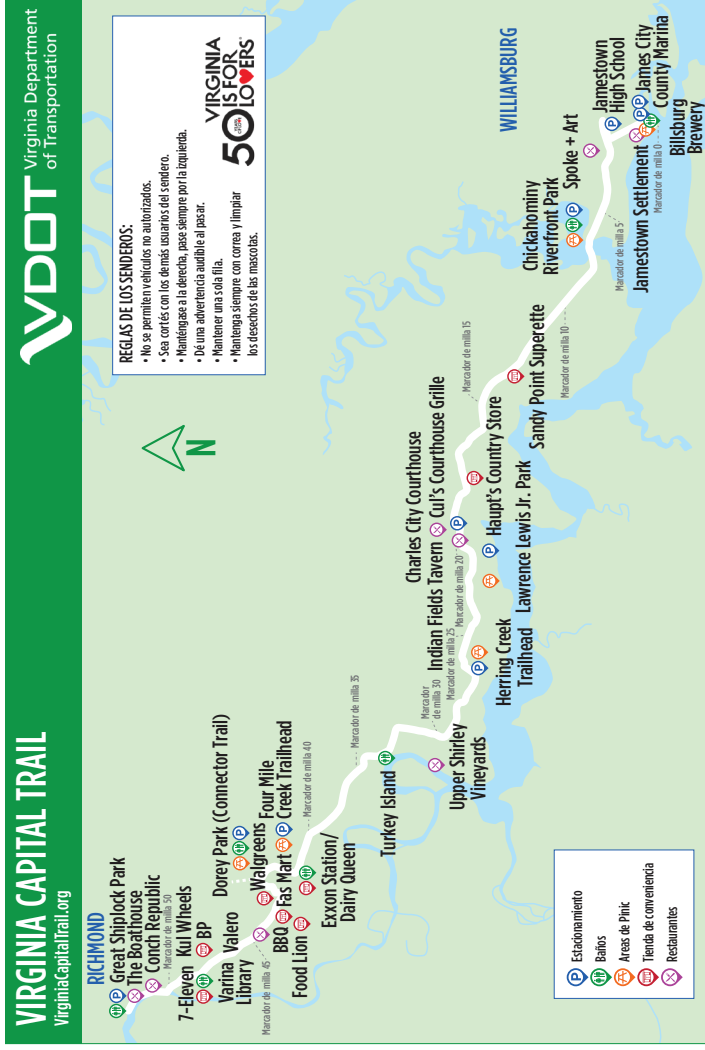 VIRGINIA CAPITAL TRAIL
VirginiaCapitalTrail.org
VDOT
Virginia Department
of Transportation
REGLAS DE LOS SENDEROS:
• No se permiten vehículos no autorizados.
• Sea cortés con los demás usuarios del sendero.
• Manténgase a la derecha, pase siempre por la izquierda.
• De una advertencia audible al pasar.
• Mantener una sola fila.
• Mantenga siempre con correa y limpiar
los desechos de las mascotas.
VIRGINIA
50 IS FOR
LOVERS
N
RICHMOND
Great Shiplock Park
The Boathouse
Conch Republic
Marcador de milla 50
7-Eleven
Kul Wheels
BP
Varina
Library
Valero
Marcador de milla 45
Dorey Park (Connector Trail)
Walgreens
Four Mile
Creek Trailhead
BBQ
Fas Mart
Food Lion
Exxon Station/
Dairy Queen
Marcador de milla 40
Marcador de milla 35
Turkey Island
Upper Shirley
Vineyards
Marcador
de milla 30
Marcador de milla 25
Herring Creek
Trailhead
Charles City Courthouse
Indian Fields Tavern
Cul's Courthouse Grille
Marcador de milla 20
Lawrence Lewis Jr. Park
Haupt's Country Store
Marcador de milla 15
Sandy Point Superette
Marcador de milla 10
Chickahominy
Riverfront Park
Marcador de milla 5
WILLIAMSBURG
Spoke + Art
Jamestown
High School
Jamestown Settlement
Marcador de milla 0
James City
County Marina
Billsburg
Brewery
P Estacionamiento
Baños
Areas de Pinic
Tienda de conveniencia
Restaurantes